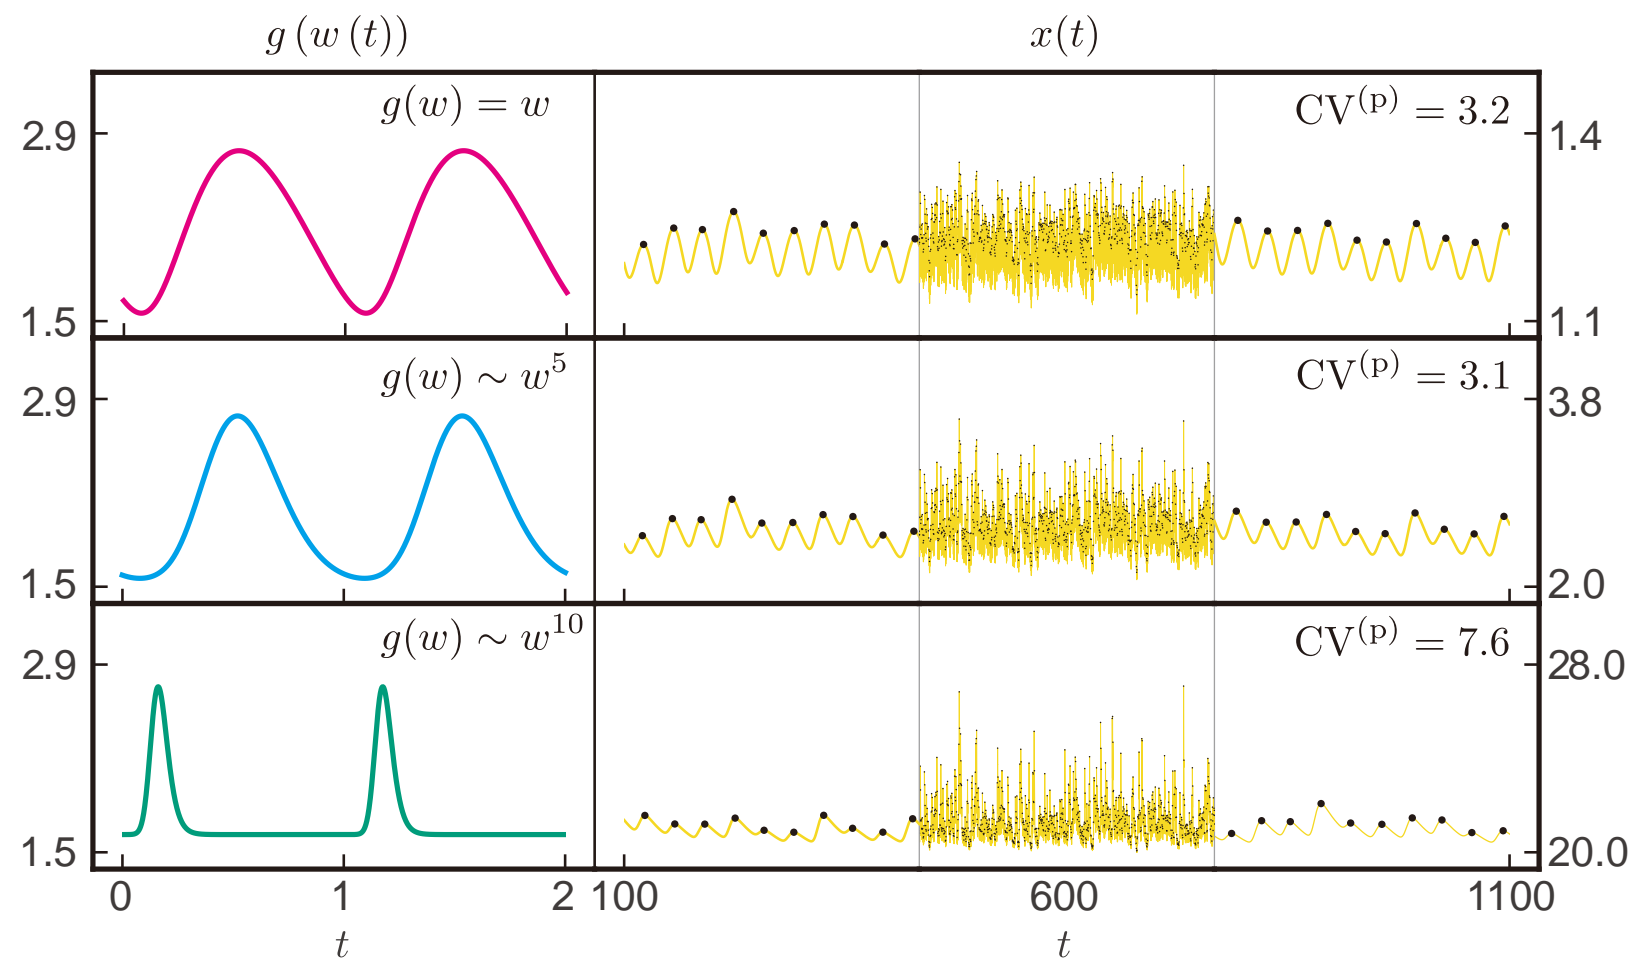 g (w (t)) x(t)
g(w) = w CV^(p) = 3.2
2.9 1.4
1.5 1.1
g(w) ∼ w^5 CV^(p) = 3.1
2.9 3.8
1.5 2.0
g(w) ∼ w^10 CV^(p) = 7.6
2.9 28.0
1.5 20.0
0 1 2 100 600 1100
t t